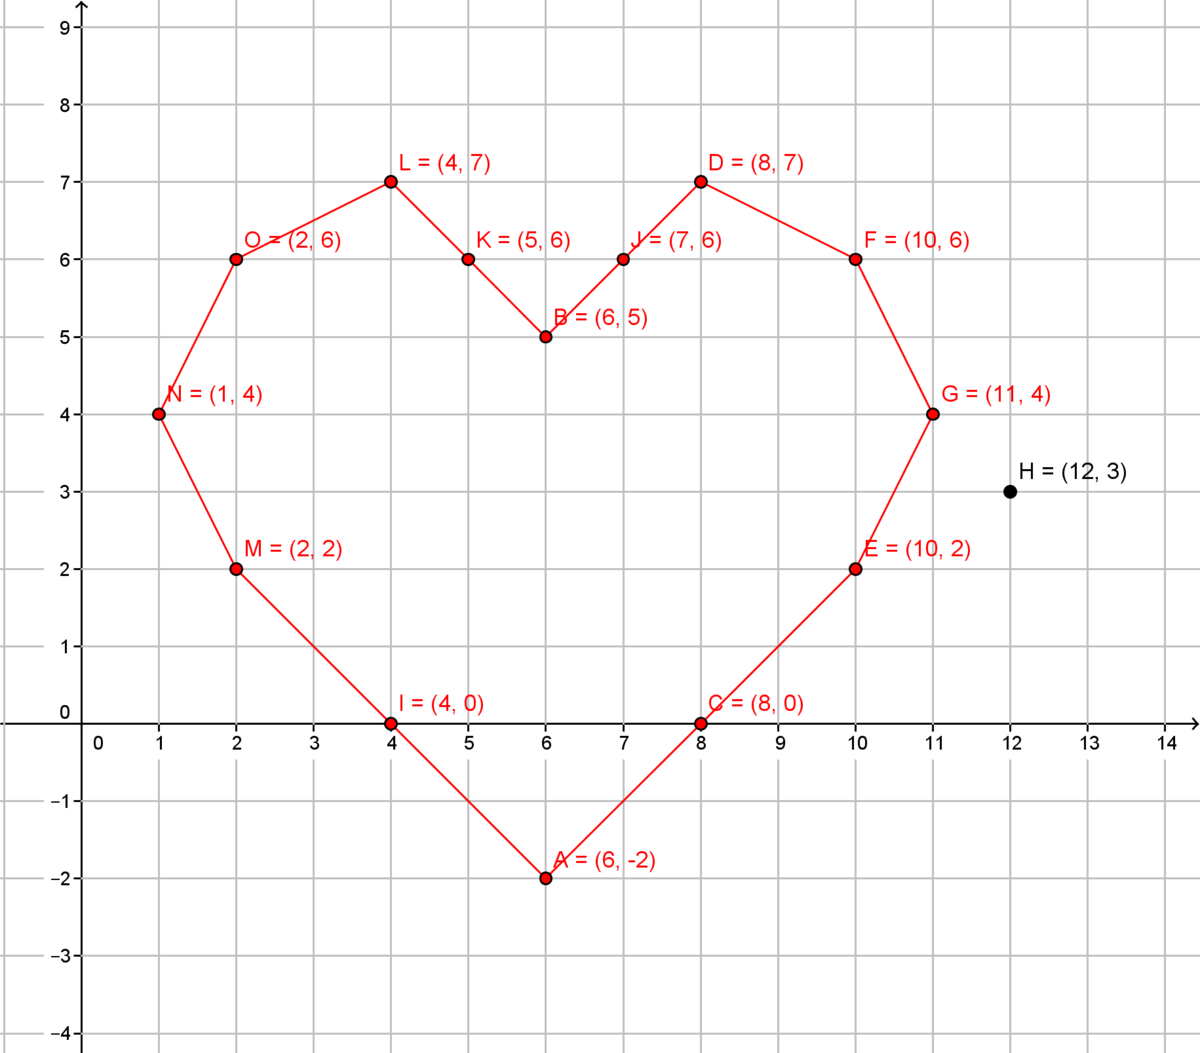 9
8
L = (4, 7)
D = (8, 7)
7
O = (2, 6)
K = (5, 6)
J = (7, 6)
F = (10, 6)
6
B = (6, 5)
5
N = (1, 4)
G = (11, 4)
4
H = (12, 3)
3
M = (2, 2)
E = (10, 2)
2
1
I = (4, 0)
C = (8, 0)
0
0 1 2 3 4 5 6 7 8 9 10 11 12 13 14
–1
A = (6, -2)
–2
–3
–4